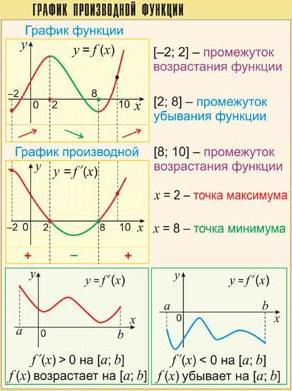 ГРАФИК ПРОИЗВОДНОЙ ФУНКЦИИ
График функции
y
y = f(x)
–2
0
2
8
10 x
[–2; 2] – промежуток
возрастания функции
[2; 8] – промежуток
убывания функции
График производной
y
y = f′(x)
–2 0
2
8
10 x
+
–
+
[8; 10] – промежуток
возрастания функции
x = 2 – точка максимума
x = 8 – точка минимума
y
y = f′(x)
a
0
b
x
f′(x) > 0 на [a; b]
f(x) возрастает на [a; b]
y
y = f′(x)
a
0
b
x
f′(x) < 0 на [a; b]
f(x) убывает на [a; b]